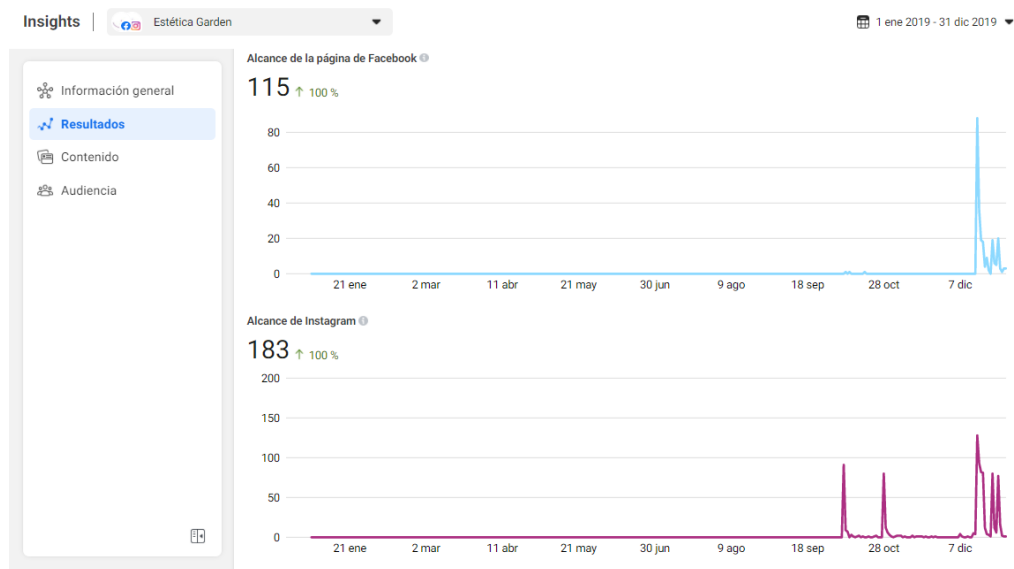 Insights
Estética Garden
1 ene 2019 - 31 dic 2019
Información general
Resultados
Contenido
Audiencia
Alcance de la página de Facebook
115 ↑ 100 %
80
60
40
20
0
21 ene 2 mar 11 abr 21 may 30 jun 9 ago 18 sep 28 oct 7 dic
Alcance de Instagram
183 ↑ 100 %
200
150
100
50
0
21 ene 2 mar 11 abr 21 may 30 jun 9 ago 18 sep 28 oct 7 dic